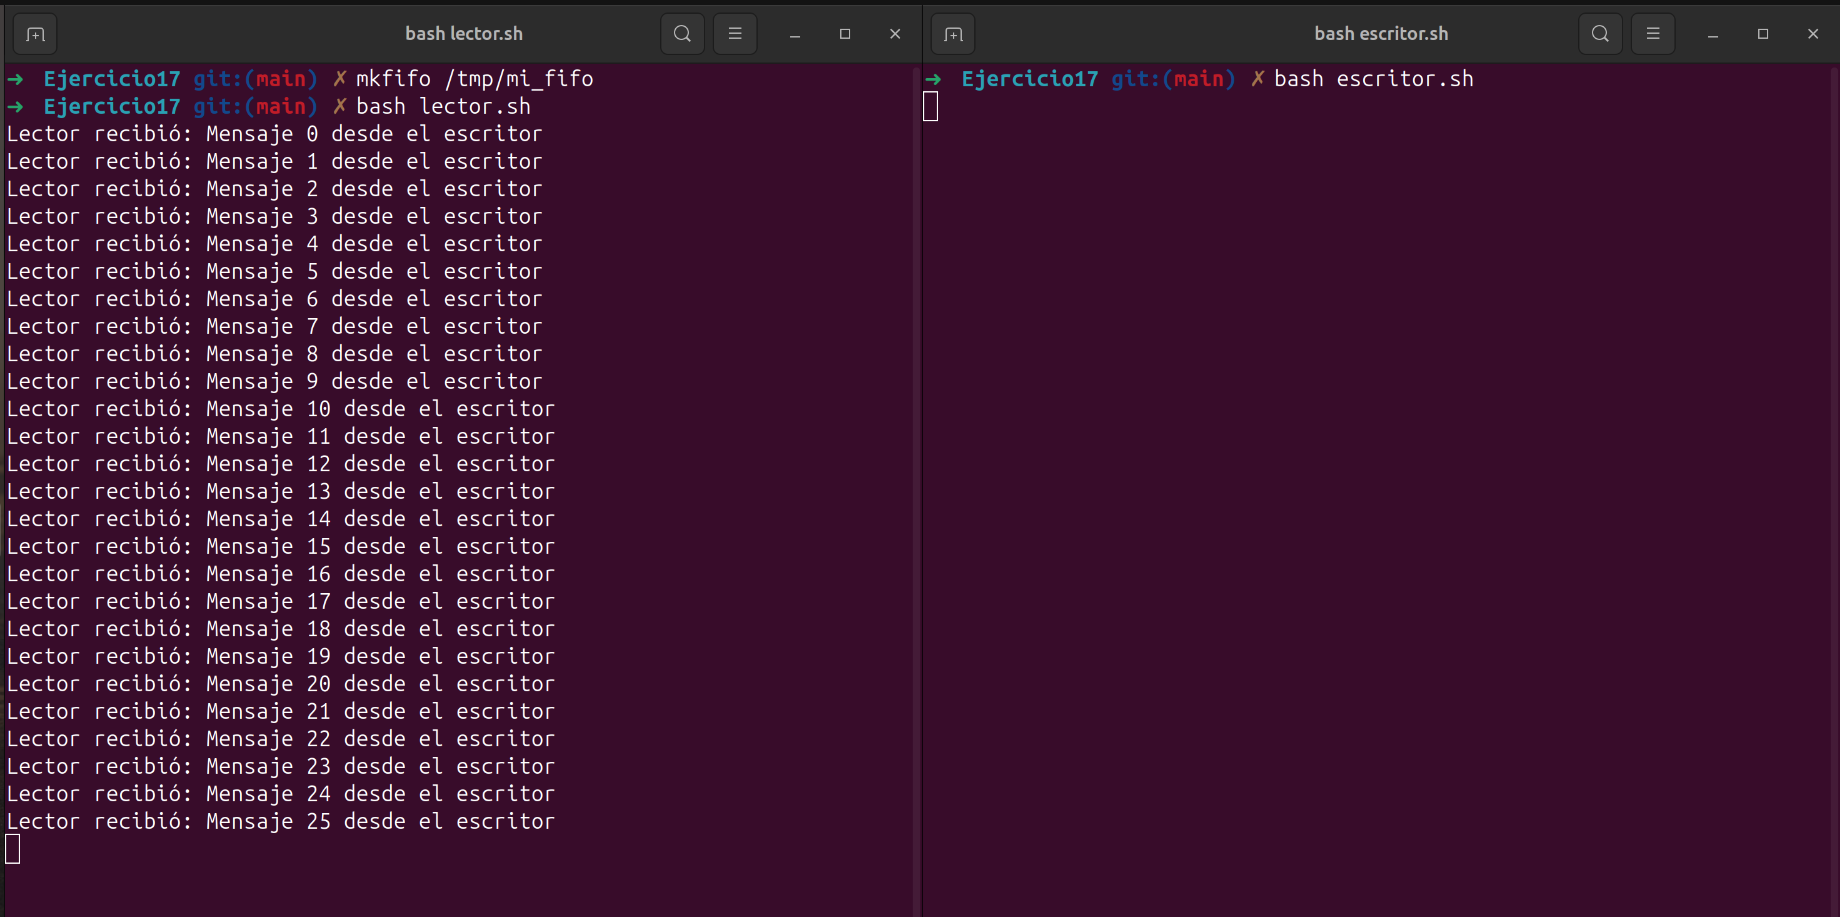 bash lector.sh
➜ Ejercicio17 git:(main) ✗ mkfifo /tmp/mi_fifo
➜ Ejercicio17 git:(main) ✗ bash lector.sh
Lector recibió: Mensaje 0 desde el escritor
Lector recibió: Mensaje 1 desde el escritor
Lector recibió: Mensaje 2 desde el escritor
Lector recibió: Mensaje 3 desde el escritor
Lector recibió: Mensaje 4 desde el escritor
Lector recibió: Mensaje 5 desde el escritor
Lector recibió: Mensaje 6 desde el escritor
Lector recibió: Mensaje 7 desde el escritor
Lector recibió: Mensaje 8 desde el escritor
Lector recibió: Mensaje 9 desde el escritor
Lector recibió: Mensaje 10 desde el escritor
Lector recibió: Mensaje 11 desde el escritor
Lector recibió: Mensaje 12 desde el escritor
Lector recibió: Mensaje 13 desde el escritor
Lector recibió: Mensaje 14 desde el escritor
Lector recibió: Mensaje 15 desde el escritor
Lector recibió: Mensaje 16 desde el escritor
Lector recibió: Mensaje 17 desde el escritor
Lector recibió: Mensaje 18 desde el escritor
Lector recibió: Mensaje 19 desde el escritor
Lector recibió: Mensaje 20 desde el escritor
Lector recibió: Mensaje 21 desde el escritor
Lector recibió: Mensaje 22 desde el escritor
Lector recibió: Mensaje 23 desde el escritor
Lector recibió: Mensaje 24 desde el escritor
Lector recibió: Mensaje 25 desde el escritor
bash escritor.sh
➜ Ejercicio17 git:(main) ✗ bash escritor.sh